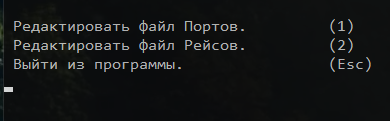 Редактировать файл Портов. (1)
Редактировать файл Рейсов. (2)
Выйти из программы. (Esc)